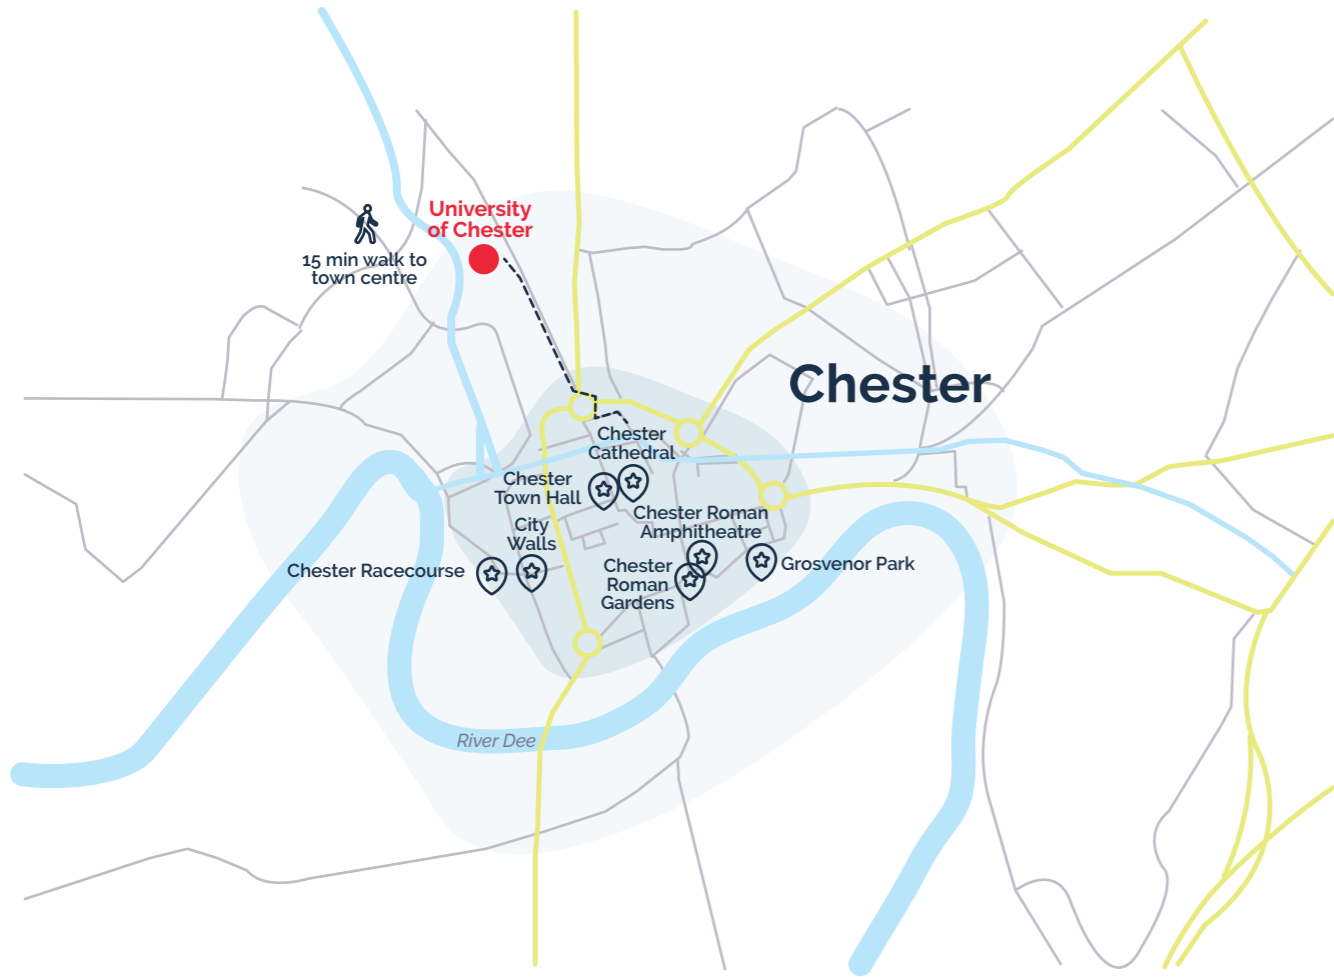 University
of Chester
15 min walk to
town centre
Chester
Chester
Cathedral
Chester
Town Hall
Chester Roman
Amphitheatre
City
Walls
Chester Racecourse
Chester
Roman
Gardens
Grosvenor Park
River Dee